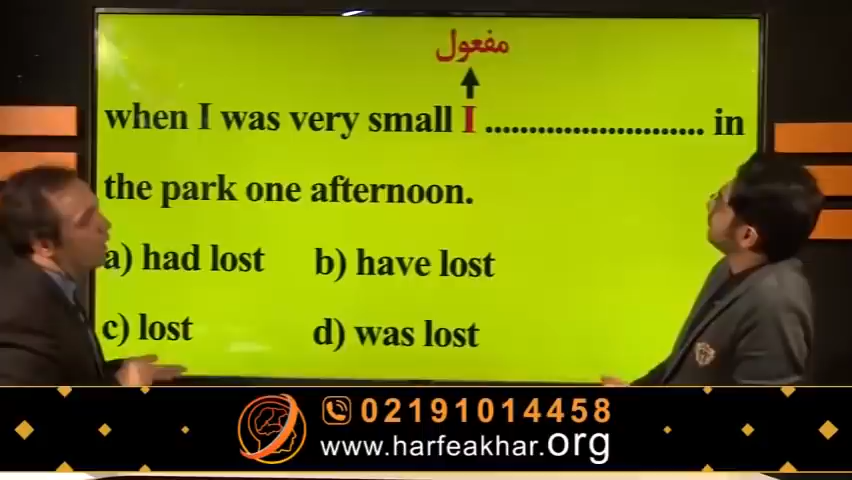 مفعول
when I was very small I ........................... in
the park one afternoon.
a) had lost b) have lost
c) lost d) was lost
02191014458
www.harfeakhar.org